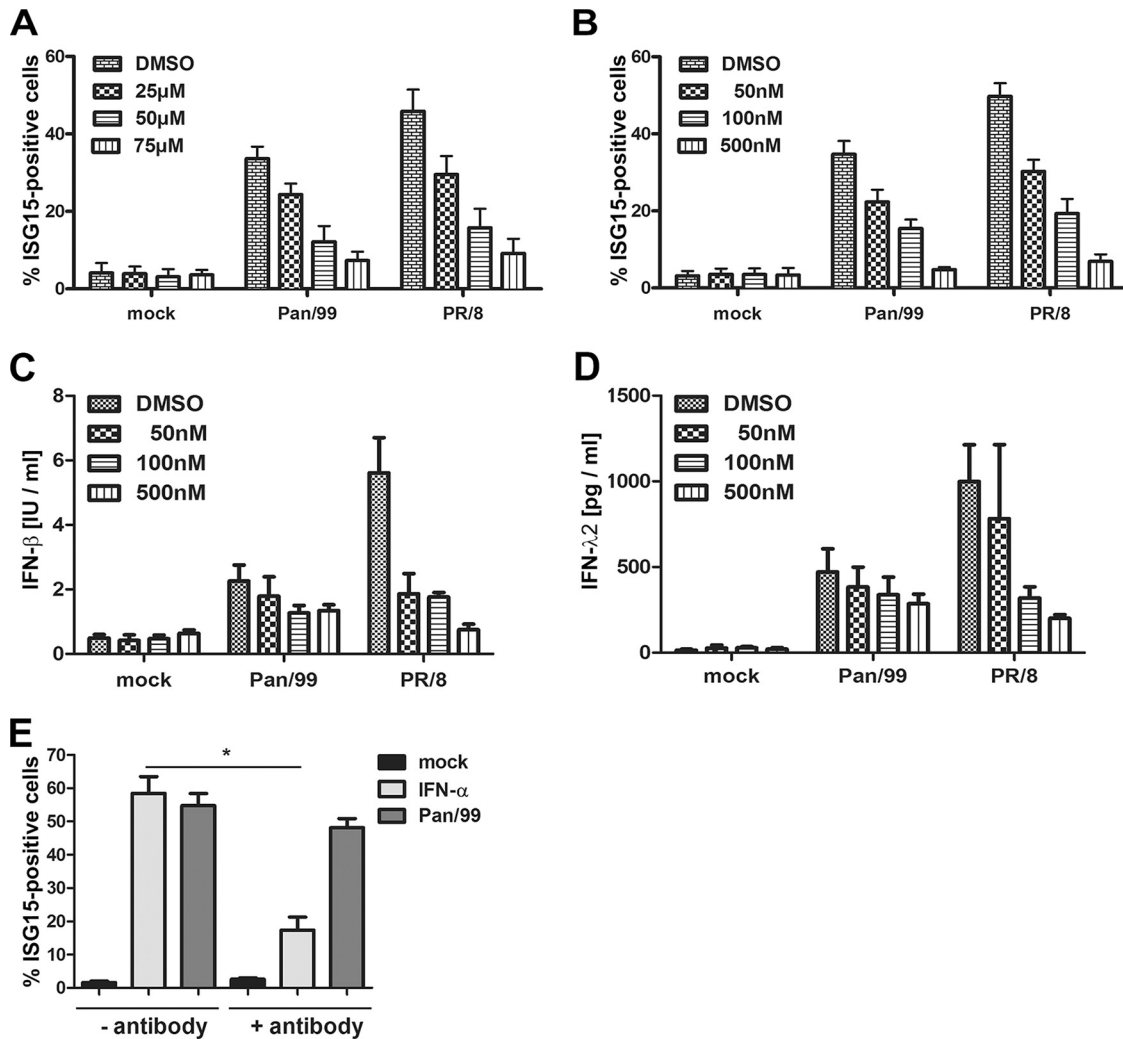 A
% ISG15-positive cells
60
40
20
0
DMSO
25µM
50µM
75µM
mock
Pan/99
PR/8
B
% ISG15-positive cells
60
40
20
0
DMSO
50nM
100nM
500nM
mock
Pan/99
PR/8
C
IFN-β [IU / ml]
8
6
4
2
0
DMSO
50nM
100nM
500nM
mock
Pan/99
PR/8
D
IFN-λ2 [pg / ml]
1500
1000
500
0
DMSO
50nM
100nM
500nM
mock
Pan/99
PR/8
E
% ISG15-positive cells
70
60
50
40
30
20
10
0
*
mock
IFN-α
Pan/99
- antibody
+ antibody